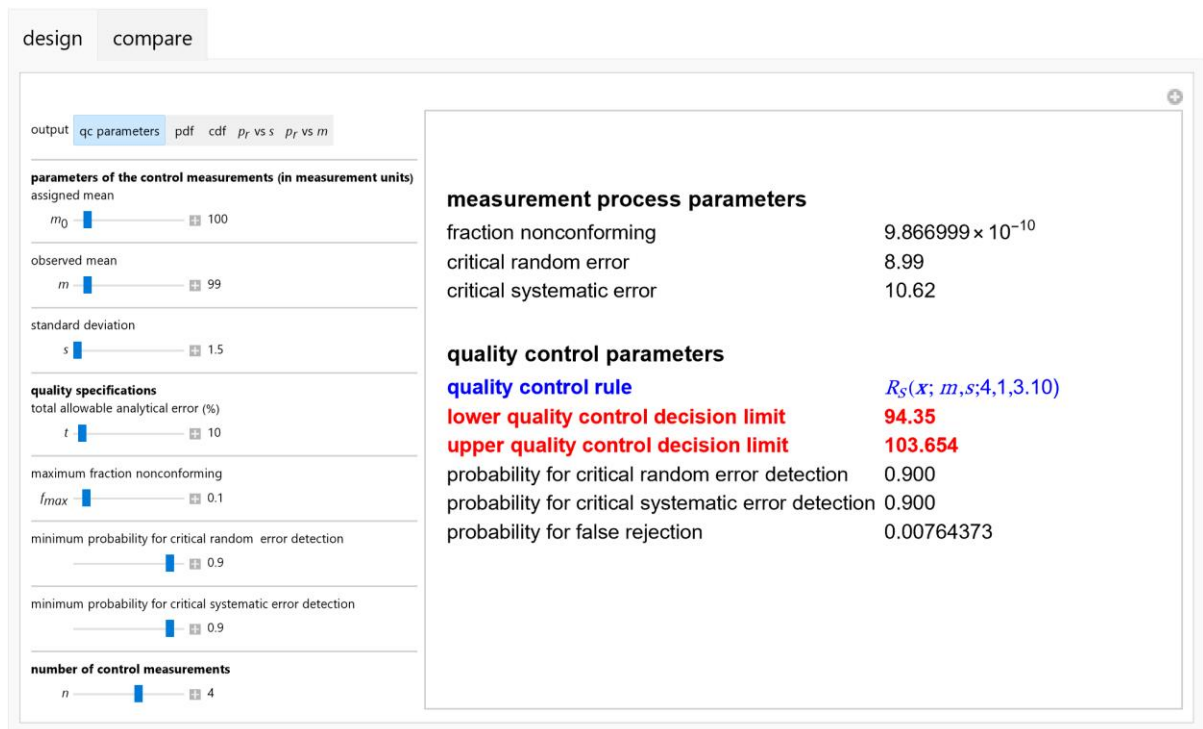 design compare
output qc parameters pdf cdf pr vs s pr vs m
parameters of the control measurements (in measurement units)
assigned mean
m0 100
observed mean
m 99
standard deviation
s 1.5
quality specifications
total allowable analytical error (%)
t 10
maximum fraction nonconforming
fmax 0.1
minimum probability for critical random error detection
0.9
minimum probability for critical systematic error detection
0.9
number of control measurements
n 4
measurement process parameters
fraction nonconforming 9.866999 × 10⁻¹⁰
critical random error 8.99
critical systematic error 10.62
quality control parameters
quality control rule RS(x; m,s;4,1,3.10)
lower quality control decision limit 94.35
upper quality control decision limit 103.654
probability for critical random error detection 0.900
probability for critical systematic error detection 0.900
probability for false rejection 0.00764373